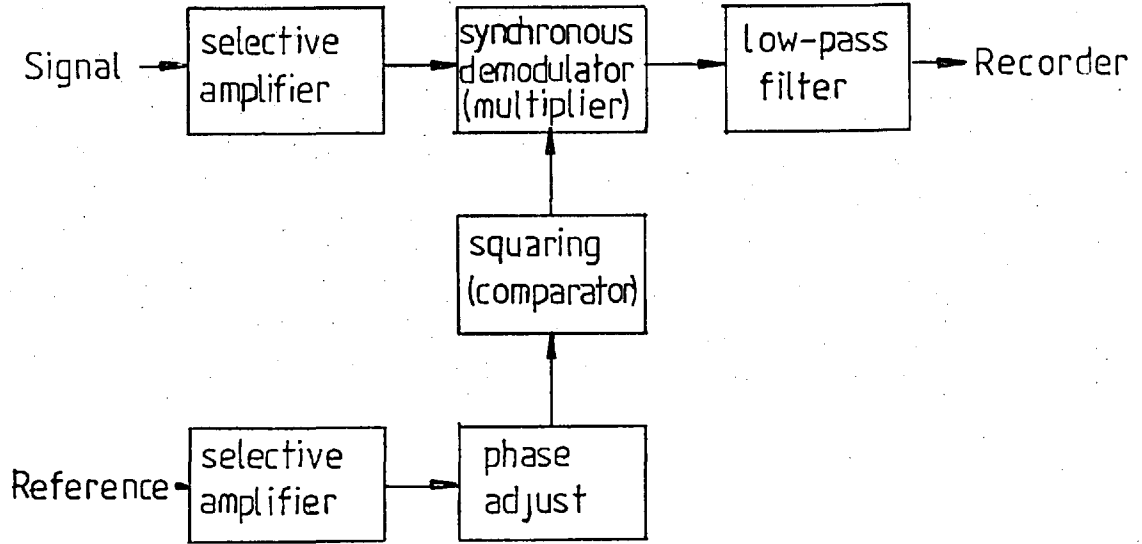 Signal
selective
amplifier
synchronous
demodulator
(multiplier)
low-pass
filter
Recorder
squaring
(comparator)
Reference
selective
amplifier
phase
adjust